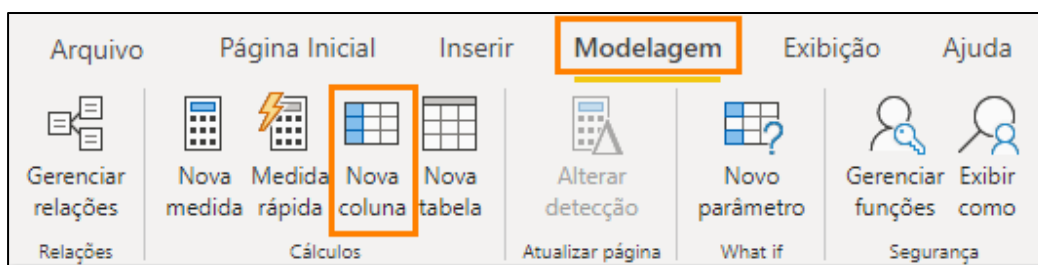 Arquivo Página Inicial Inserir Modelagem Exibição Ajuda
Gerenciar relações
Nova medida
Medida rápida
Nova coluna
Nova tabela
Alterar detecção
Novo parâmetro
Gerenciar funções
Exibir como
Relações Cálculos Atualizar página What if Segurança